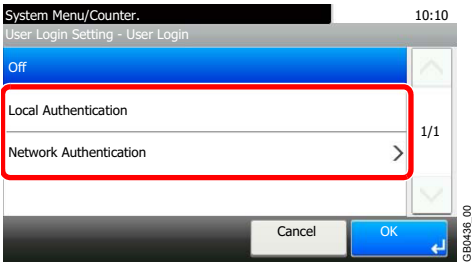 System Menu/Counter. 10:10
User Login Setting - User Login
Off
Local Authentication
1/1
Network Authentication
Cancel OK
GB0436_00